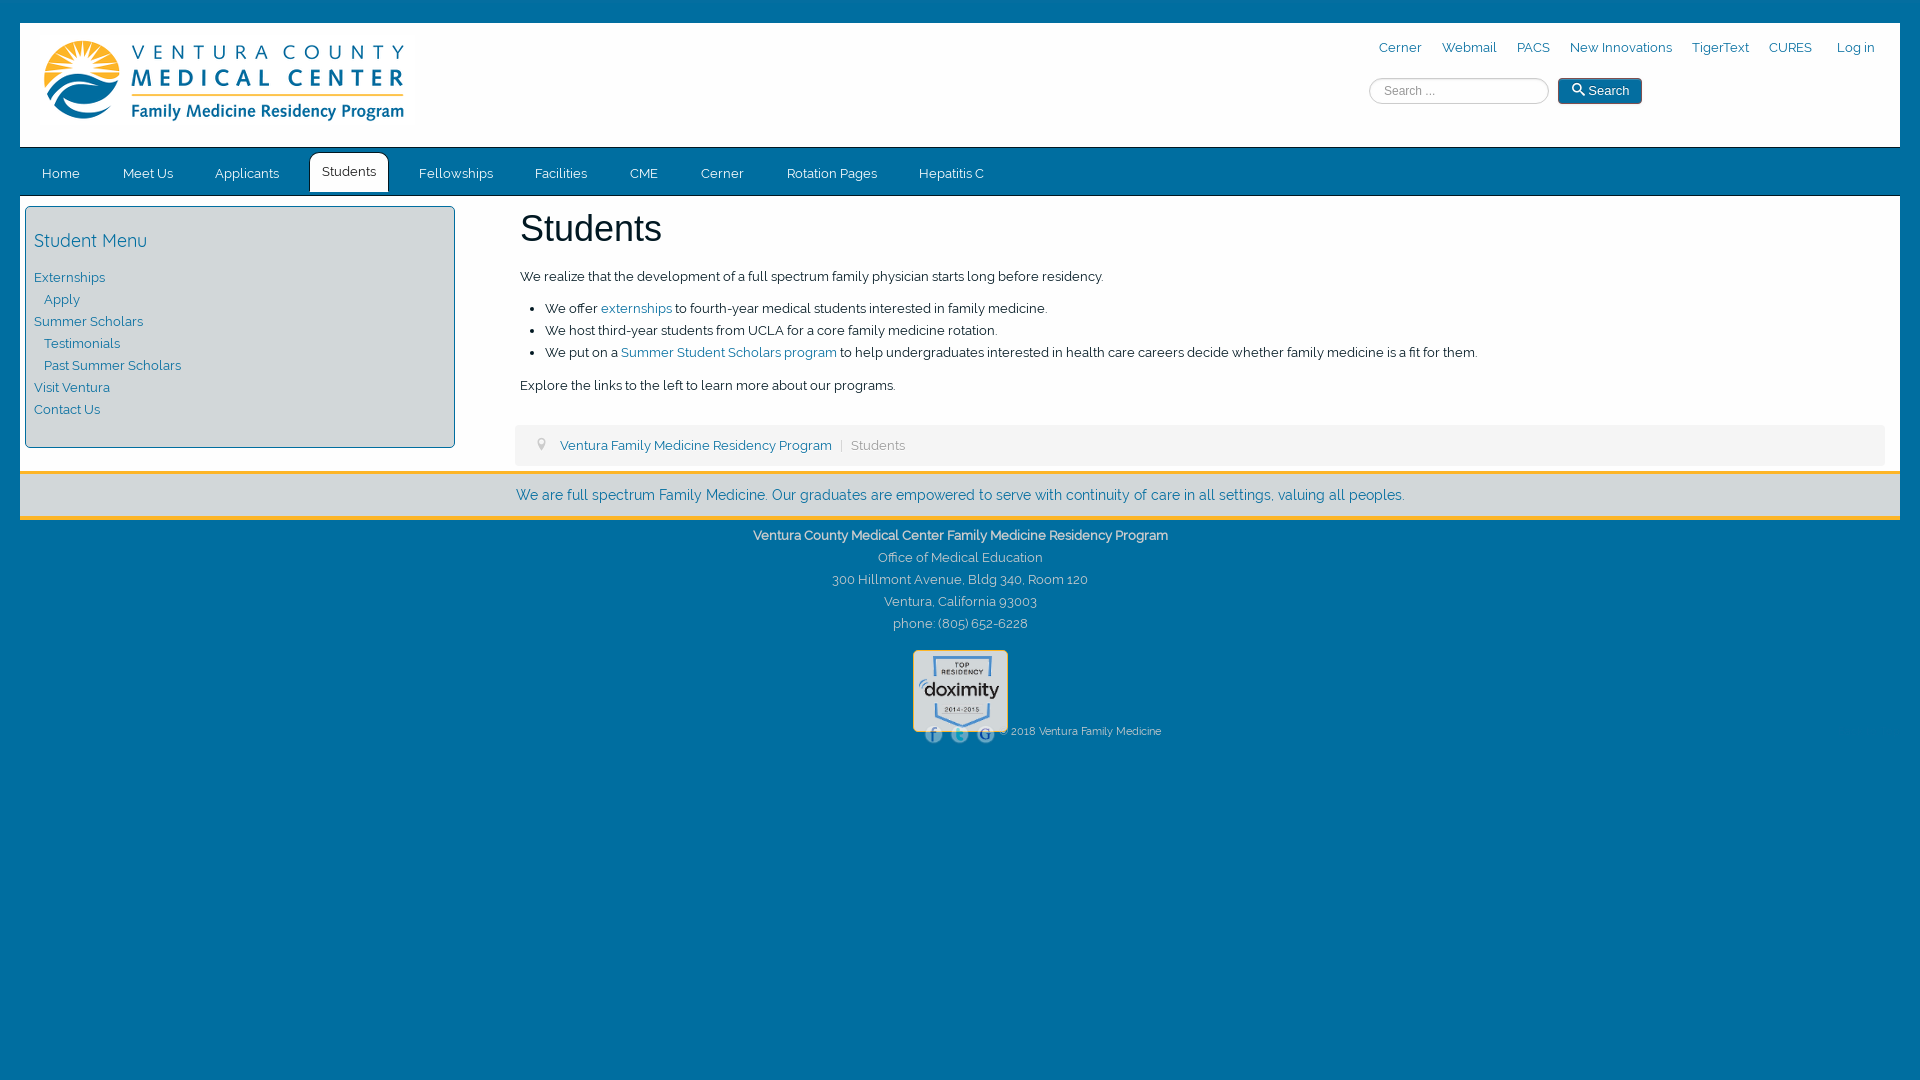 VENTURA COUNTY
MEDICAL CENTER
Family Medicine Residency Program
Cerner Webmail PACS New Innovations TigerText CURES Log in
Search ...
Search
Home Meet Us Applicants Students Fellowships Facilities CME Cerner Rotation Pages Hepatitis C
Student Menu
Externships
Apply
Summer Scholars
Testimonials
Past Summer Scholars
Visit Ventura
Contact Us
Students
We realize that the development of a full spectrum family physician starts long before residency.
We offer externships to fourth-year medical students interested in family medicine.
We host third-year students from UCLA for a core family medicine rotation.
We put on a Summer Student Scholars program to help undergraduates interested in health care careers decide whether family medicine is a fit for them.
Explore the links to the left to learn more about our programs.
Ventura Family Medicine Residency Program | Students
We are full spectrum Family Medicine. Our graduates are empowered to serve with continuity of care in all settings, valuing all peoples.
Ventura County Medical Center Family Medicine Residency Program
Office of Medical Education
300 Hillmont Avenue, Bldg 340, Room 120
Ventura, California 93003
phone: (805) 652-6228
TOP
RESIDENCY
doximity
2014-2015
f t G © 2018 Ventura Family Medicine